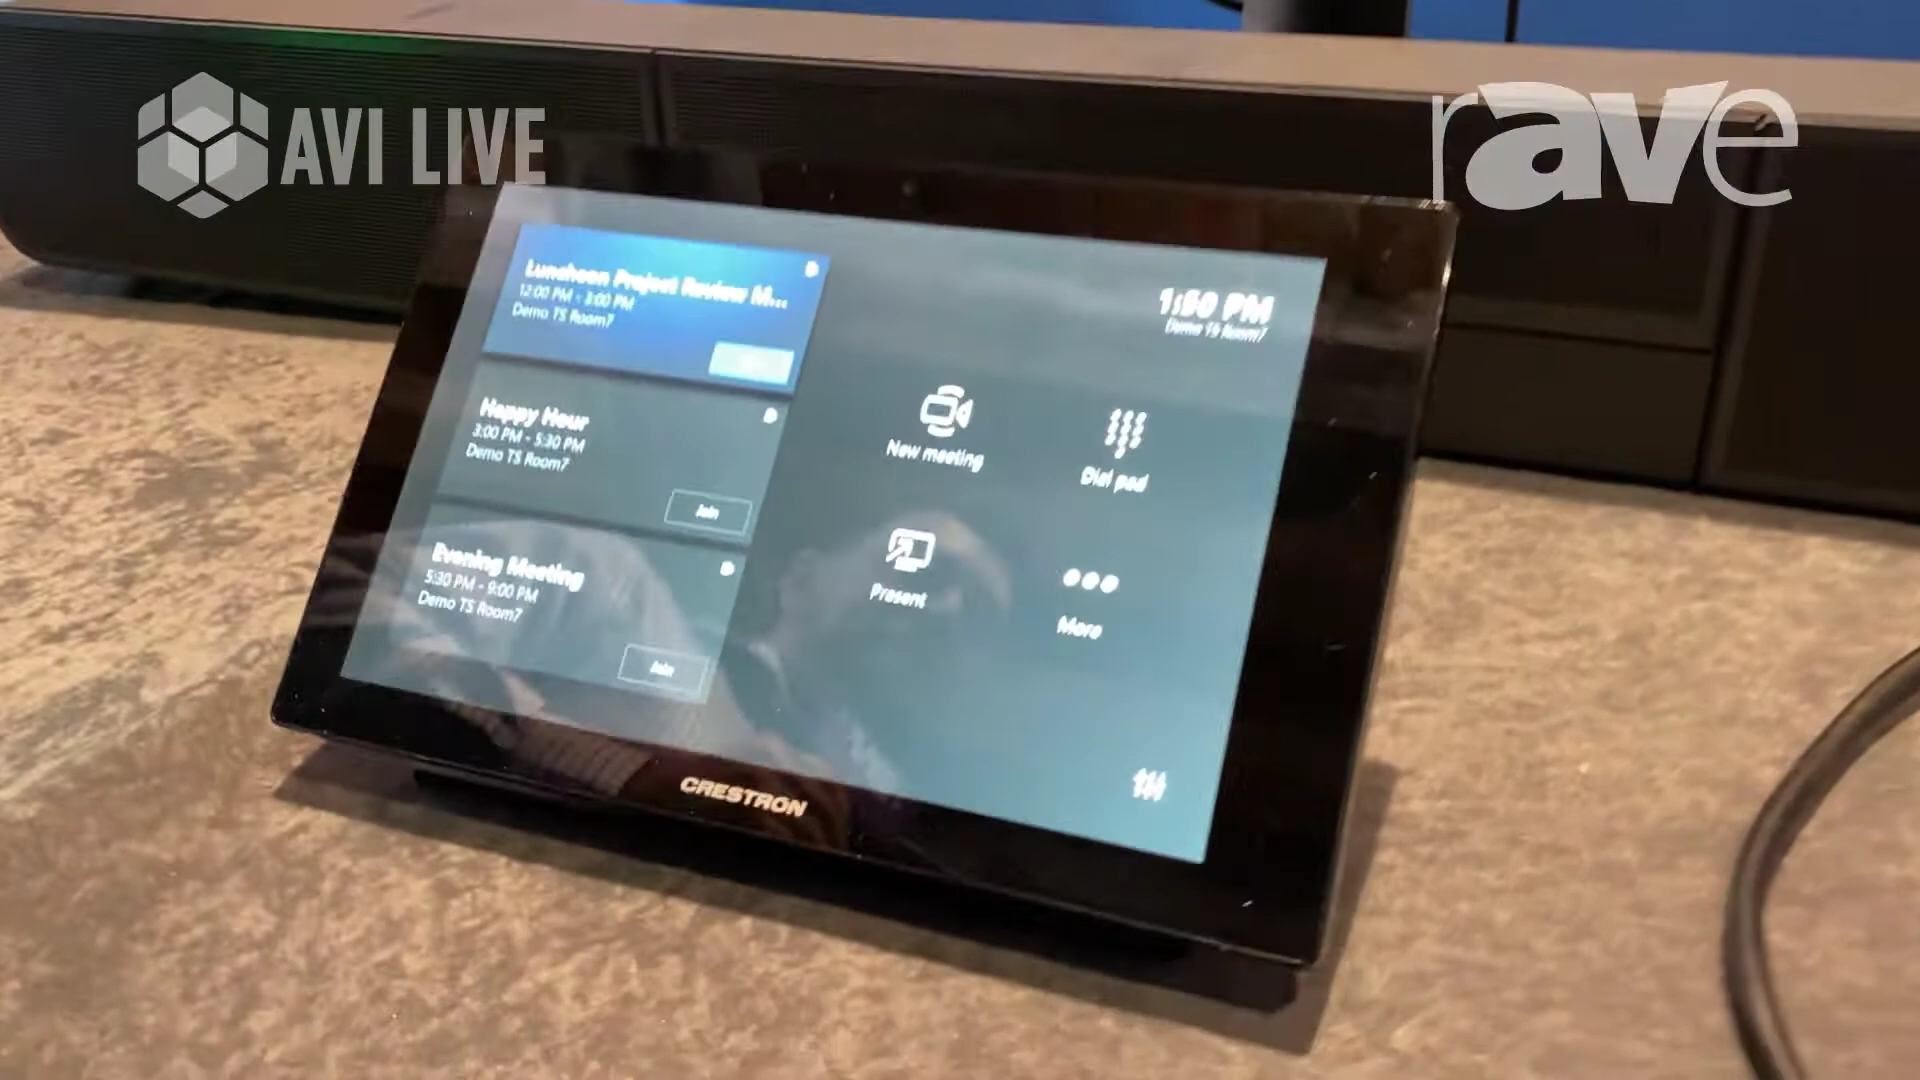 AVI LIVE
rave
Luncheon Project Review M...
12:00 PM - 3:00 PM
Demo TS Room7
Happy Hour
3:00 PM - 5:30 PM
Demo TS Room7
Join
Evening Meeting
5:30 PM - 9:00 PM
Demo TS Room7
Join
1:50 PM
Demo TS Room7
New meeting
Dial pad
Present
More
CRESTRON